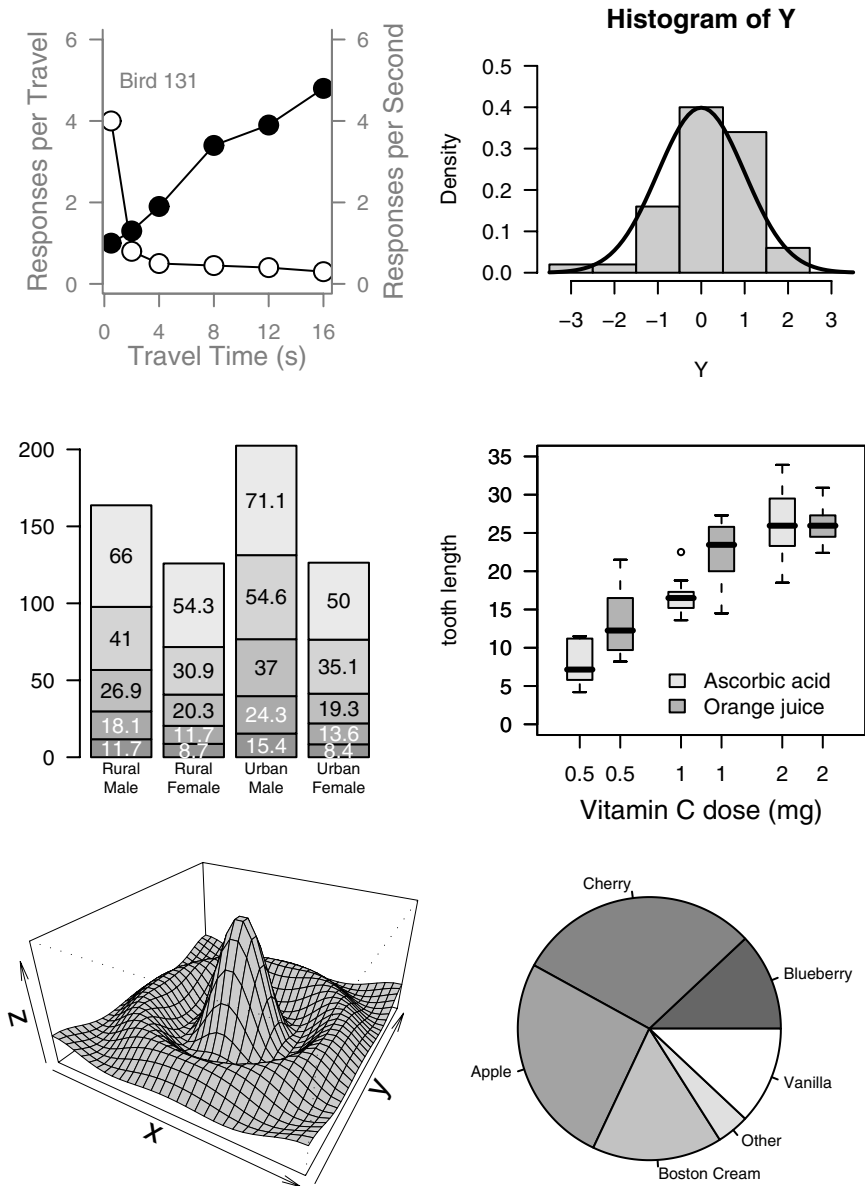 Bird 131
6
4
2
0
Responses per Travel
6
4
2
0
Responses per Second
0 4 8 12 16
Travel Time (s)
Histogram of Y
0.5
0.4
0.3
0.2
0.1
0.0
Density
−3 −2 −1 0 1 2 3
Y
200
150
100
50
0
66
41
26.9
18.1
11.7
54.3
30.9
20.3
11.7
8.7
71.1
54.6
37
24.3
15.4
50
35.1
19.3
13.6
8.4
Rural
Male
Rural
Female
Urban
Male
Urban
Female
35
30
25
20
15
10
5
0
tooth length
Ascorbic acid
Orange juice
0.5 0.5 1 1 2 2
Vitamin C dose (mg)
Z
X
y
Cherry
Blueberry
Apple
Vanilla
Other
Boston Cream